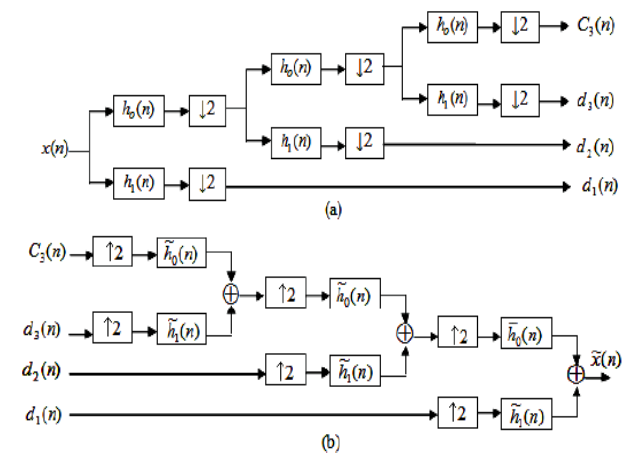 h₀(n) ↓2 C₃(n)
h₀(n) ↓2
h₀(n) ↓2 h₁(n) ↓2 d₃(n)
x(n) h₁(n) ↓2 d₂(n)
h₁(n) ↓2 d₁(n)
(a)
C₃(n) ↑2 h̃₀(n)
↑2 h̃₀(n)
d₃(n) ↑2 h̃₁(n) ↑2 h̄₀(n) x̃(n)
d₂(n) ↑2 h̃₁(n)
d₁(n) ↑2 h̃₁(n)
(b)